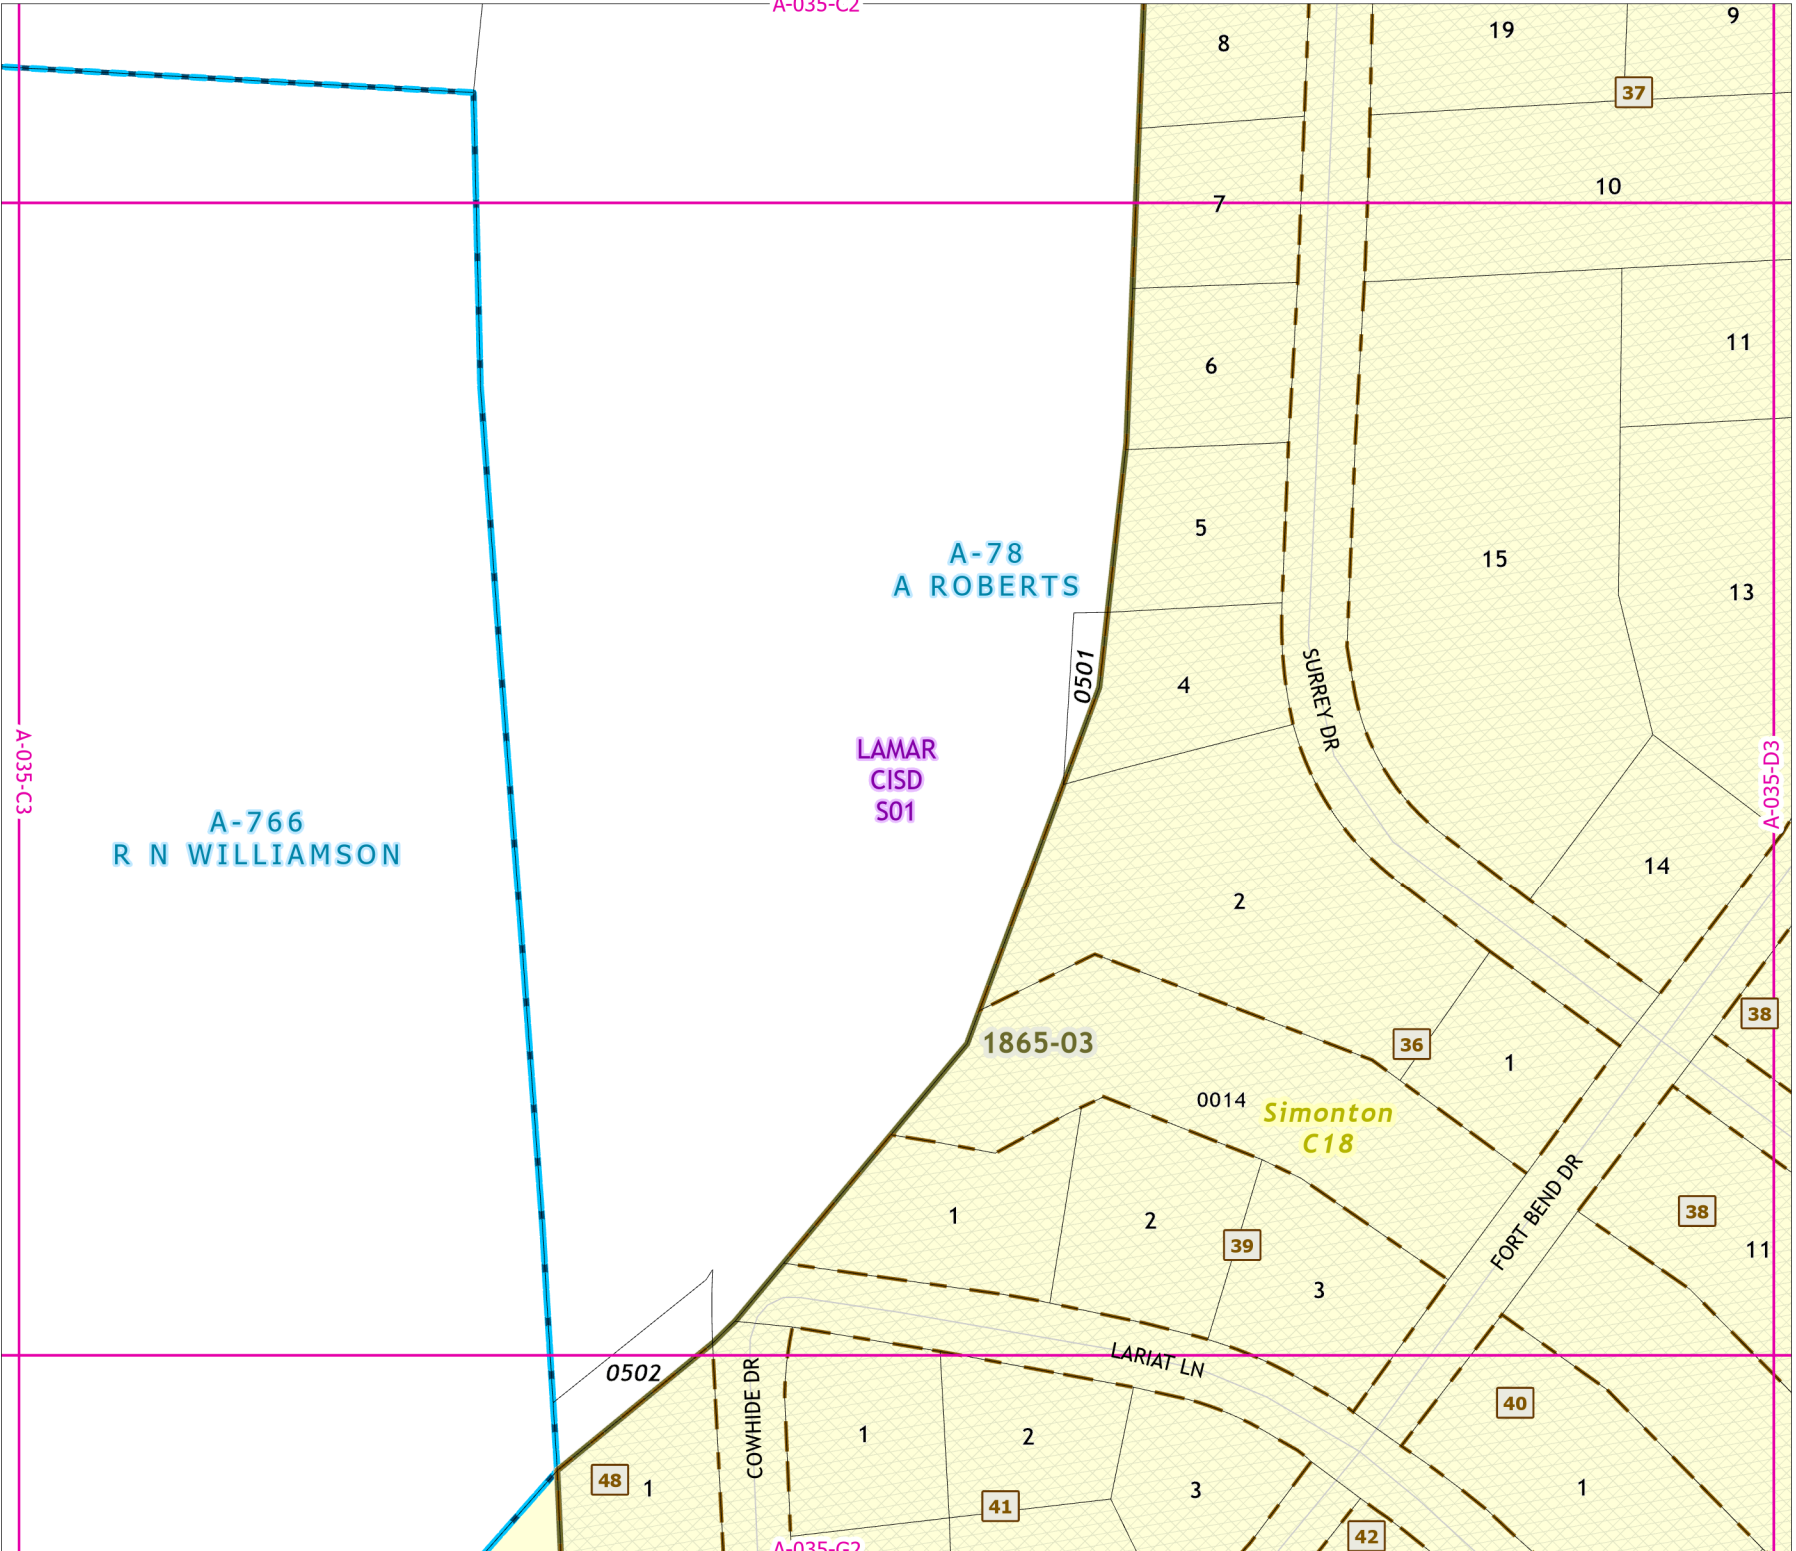 A-035-C2
8
19
9
37
7
10
6
11
5
A-78
A ROBERTS
15
13
0501
4
SURREY DR
LAMAR
CISD
S01
A-035-C3
A-035-D3
A-766
R N WILLIAMSON
14
2
38
1865-03
36
1
0014
Simonton
C18
FORT BEND DR
1
2
38
39
11
3
LARIAT LN
0502
COWHIDE DR
40
1
2
48
1
41
3
1
42
A-035-G2